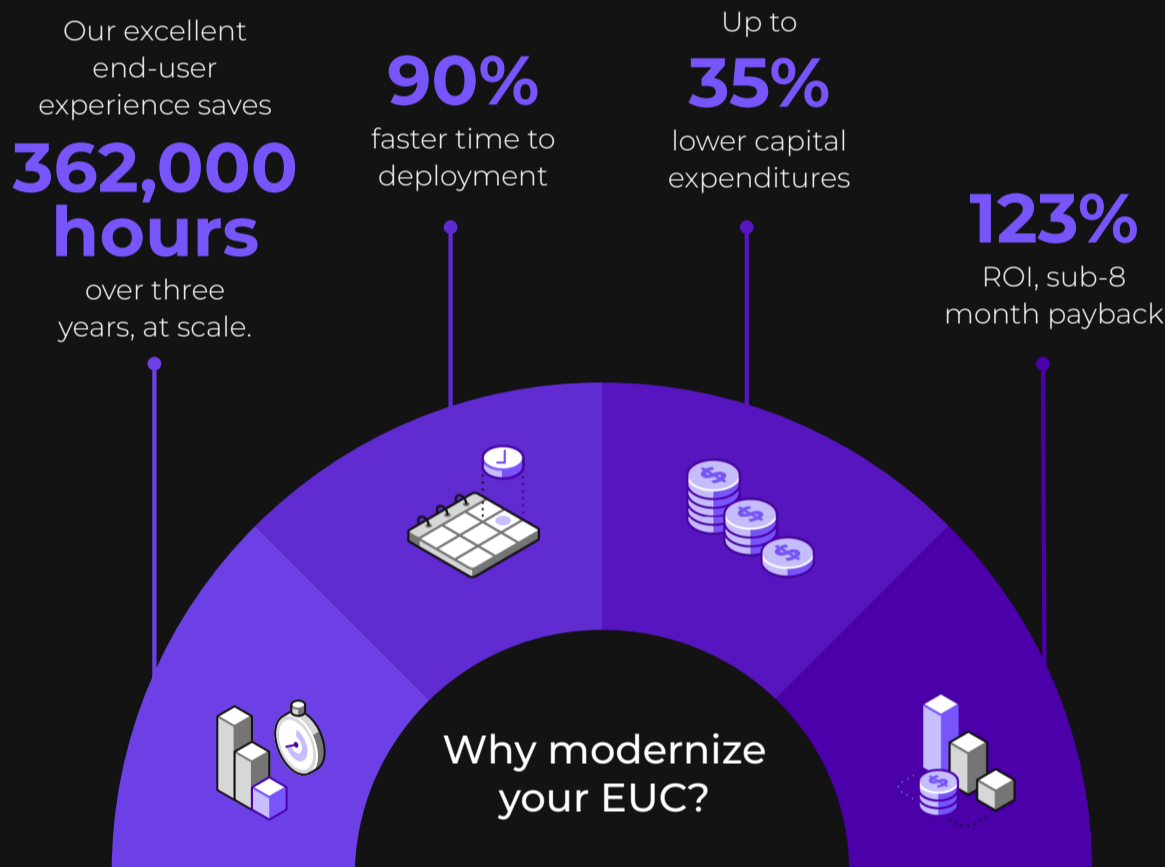 Our excellent
end-user
experience saves
362,000
hours
over three
years, at scale.
90%
faster time to
deployment
Up to
35%
lower capital
expenditures
123%
ROI, sub-8
month payback
Why modernize
your EUC?